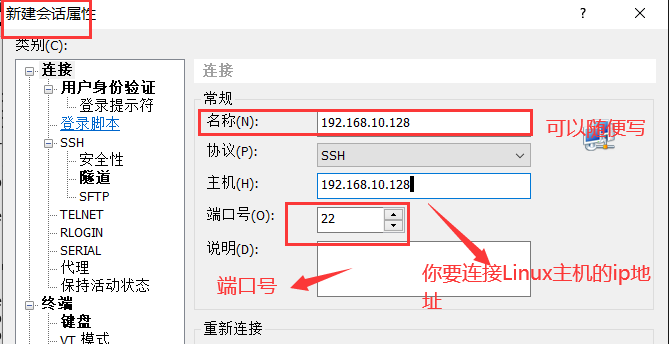 新建会话属性
?
类别(C):
连接
用户身份验证
登录提示符
登录脚本
SSH
安全性
隧道
SFTP
TELNET
RLOGIN
SERIAL
代理
保持活动状态
终端
键盘
VT 模式
连接
常规
名称(N):
192.168.10.128
可以随便写
协议(P):
SSH
主机(H):
192.168.10.128
端口号(O):
22
说明(D):
端口号
你要连接Linux主机的ip地
址
重新连接